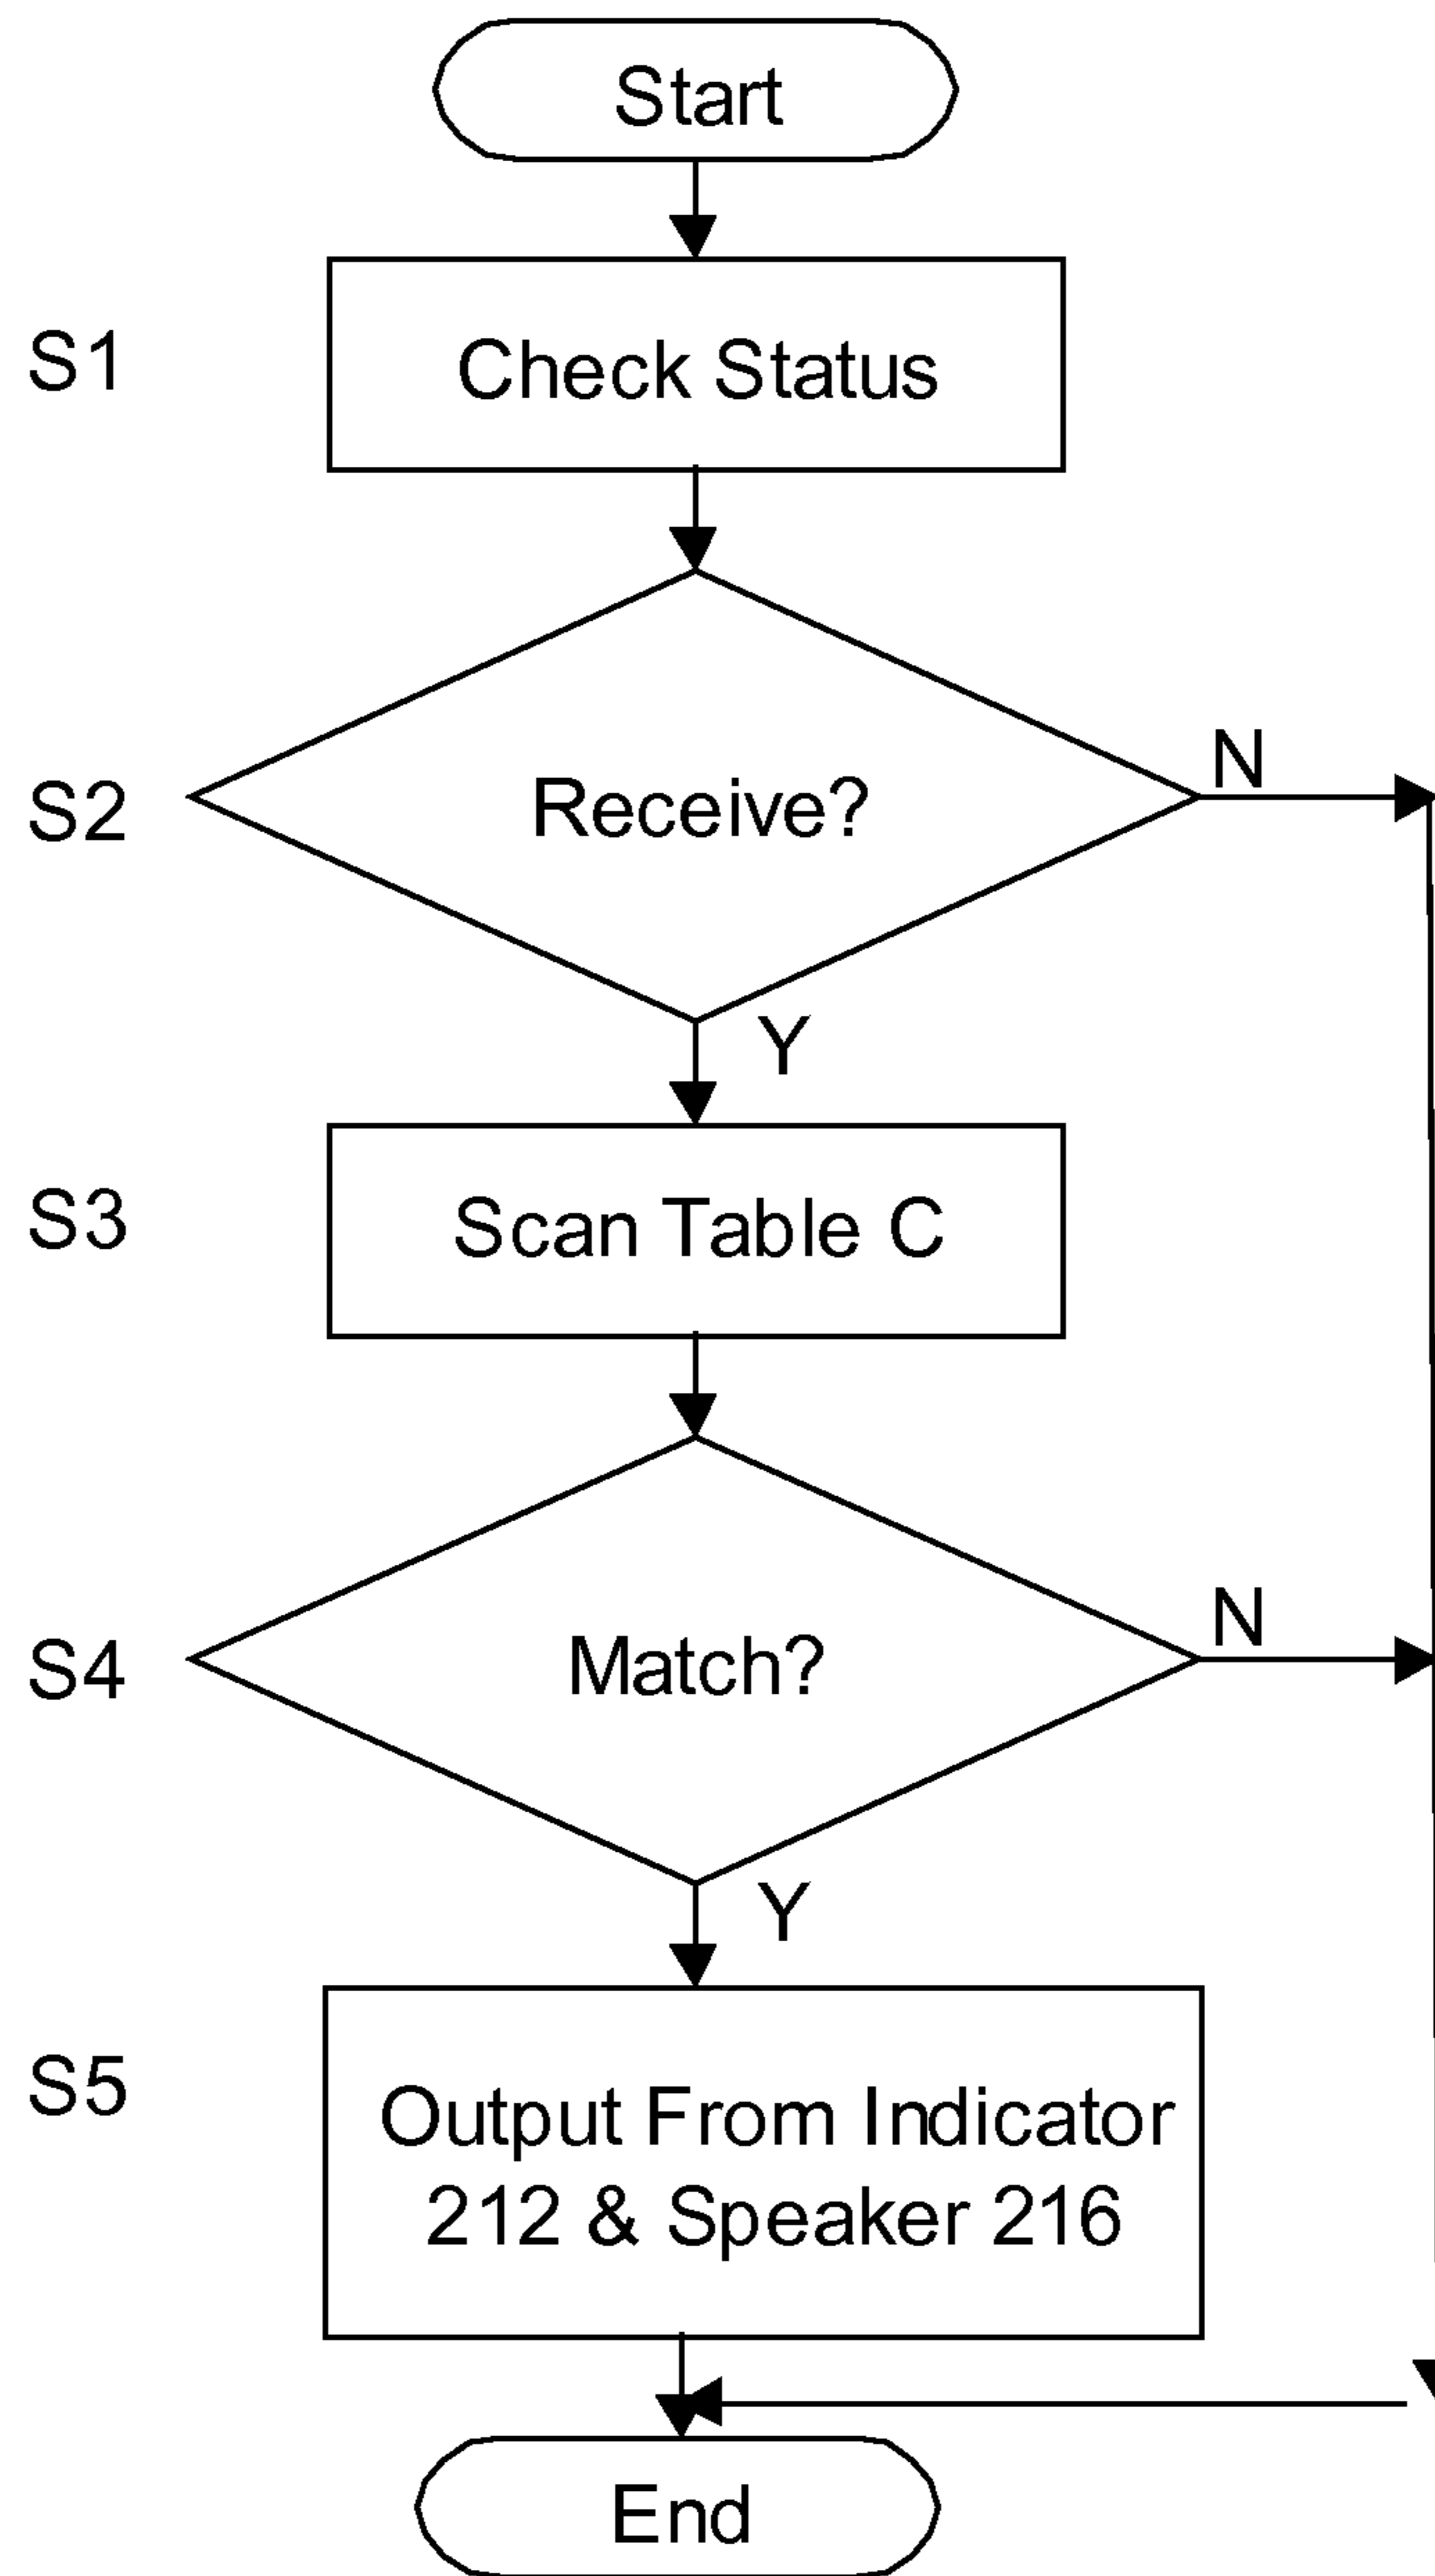 Start
S1
Check Status
S2
Receive?
N
Y
S3
Scan Table C
S4
Match?
N
Y
S5
Output From Indicator
212 & Speaker 216
End